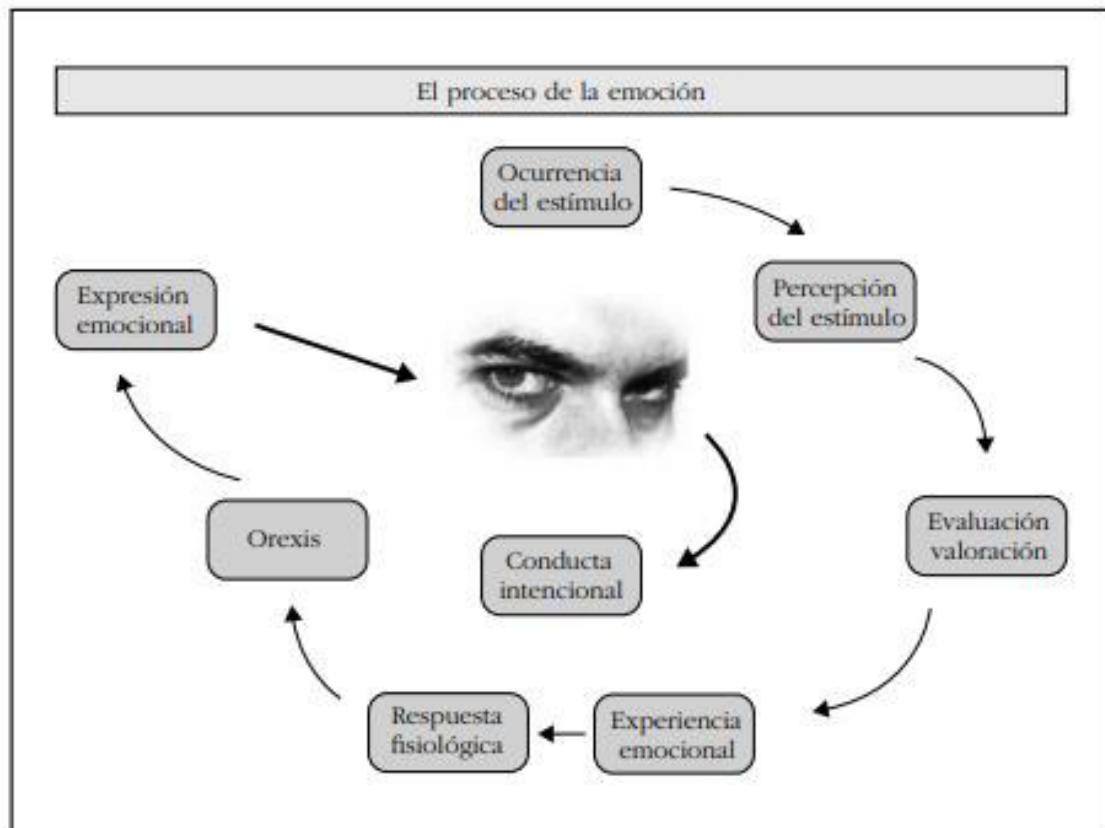 El proceso de la emoción
Ocurrencia
del estímulo
Percepción
del estímulo
Evaluación
valoración
Experiencia
emocional
Respuesta
fisiológica
Orexis
Expresión
emocional
Conducta
intencional